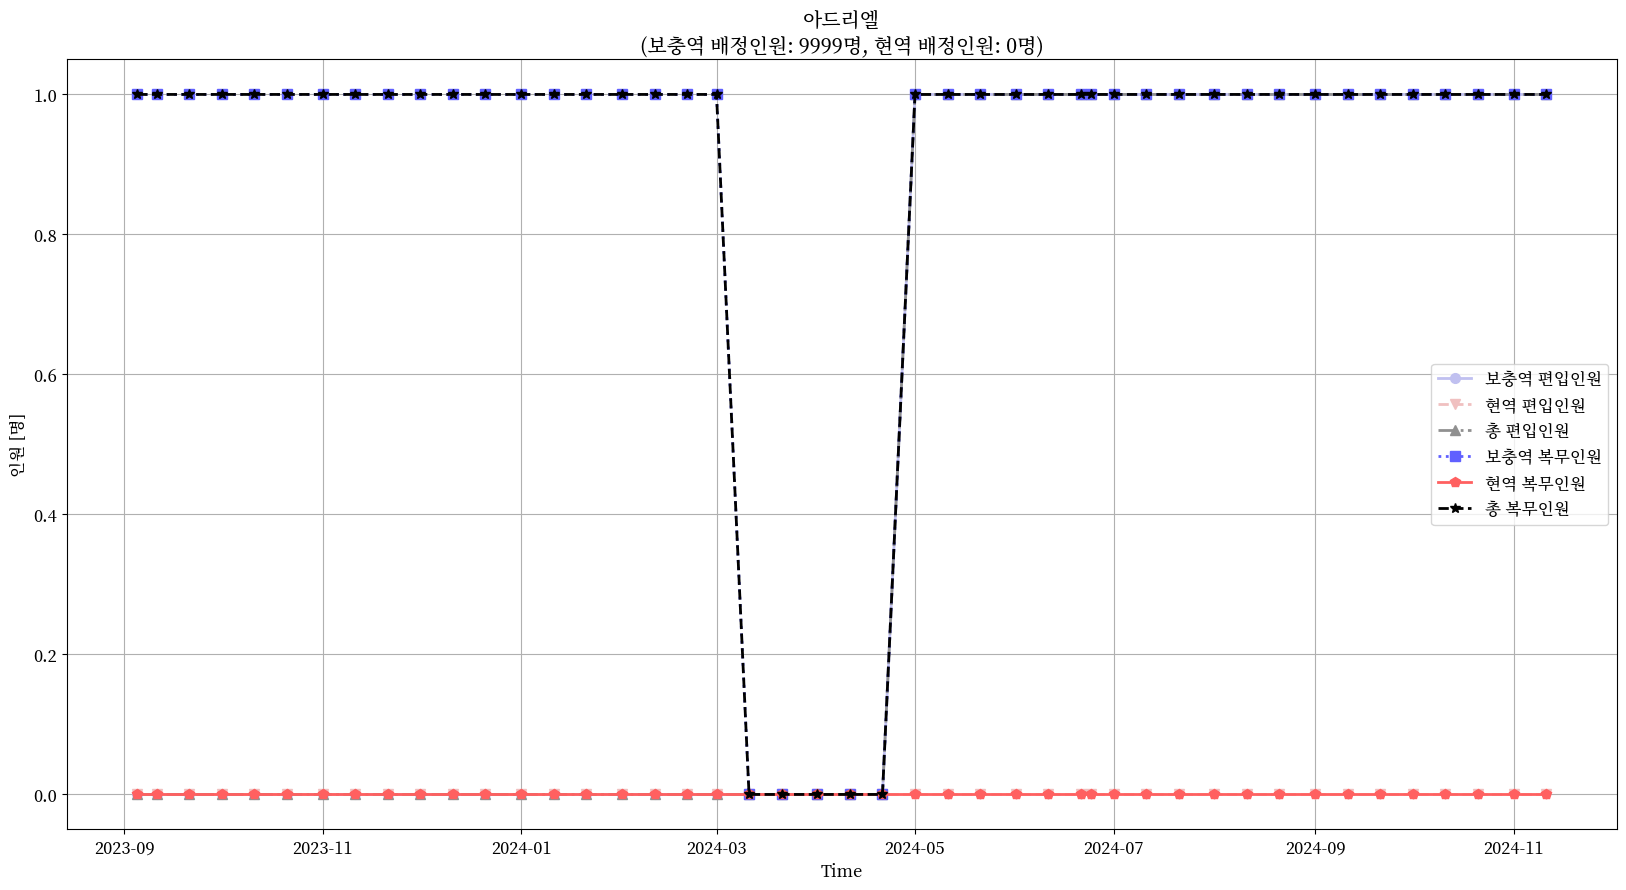 아드리엘
(보충역 배정인원: 9999명, 현역 배정인원: 0명)
1.0
0.8
0.6
0.4
0.2
0.0
인원 [명]
보충역 편입인원
현역 편입인원
총 편입인원
보충역 복무인원
현역 복무인원
총 복무인원
2023-09
2023-11
2024-01
2024-03
2024-05
2024-07
2024-09
2024-11
Time